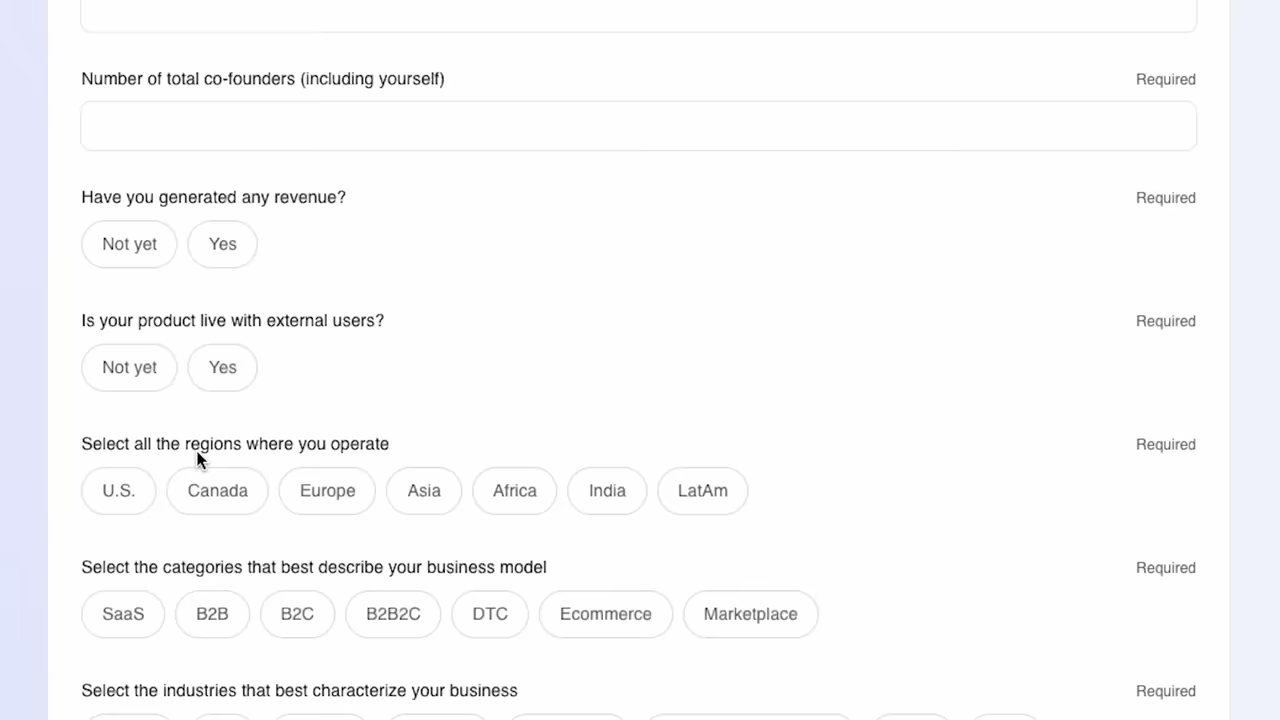 Number of total co-founders (including yourself) Required
Have you generated any revenue? Required
Not yet Yes
Is your product live with external users? Required
Not yet Yes
Select all the regions where you operate Required
U.S. Canada Europe Asia Africa India LatAm
Select the categories that best describe your business model Required
SaaS B2B B2C B2B2C DTC Ecommerce Marketplace
Select the industries that best characterize your business Required